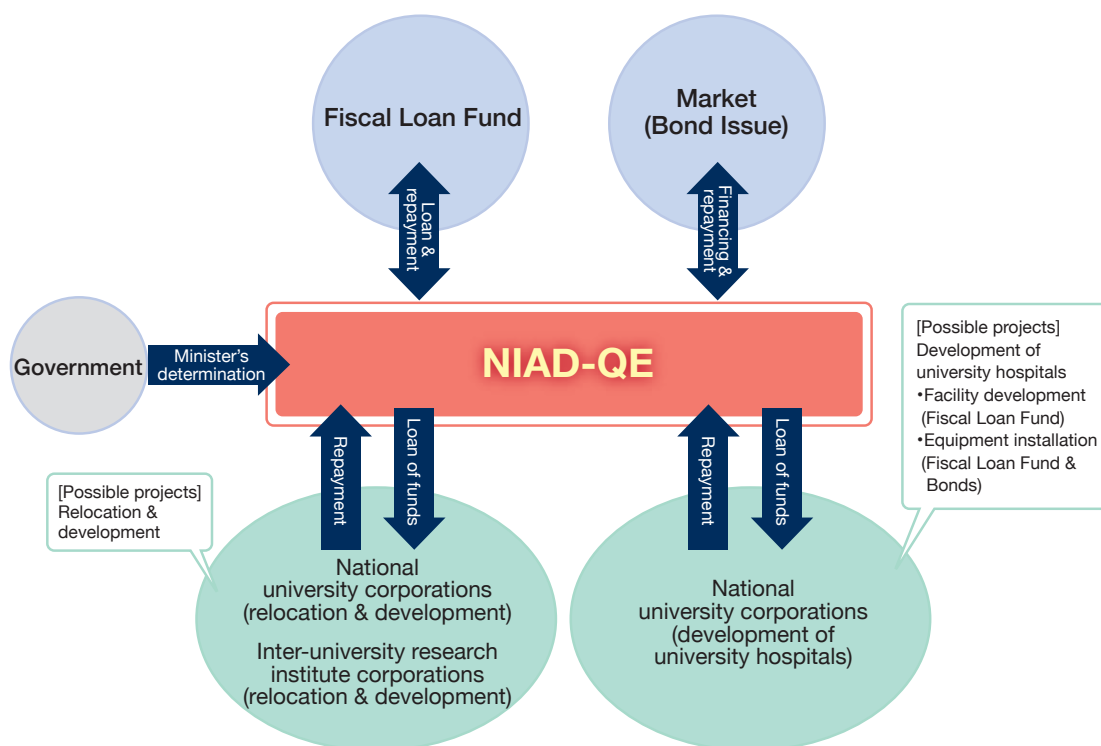 Fiscal Loan Fund
Market
(Bond Issue)
Loan &
repayment
Financing &
repayment
Government
Minister's
determination
NIAD-QE
[Possible projects]
Development of
university hospitals
•Facility development
(Fiscal Loan Fund)
•Equipment installation
(Fiscal Loan Fund &
Bonds)
Repayment
Loan of funds
Repayment
Loan of funds
[Possible projects]
Relocation &
development
National
university corporations
(relocation & development)
Inter-university research
institute corporations
(relocation & development)
National
university corporations
(development of
university hospitals)